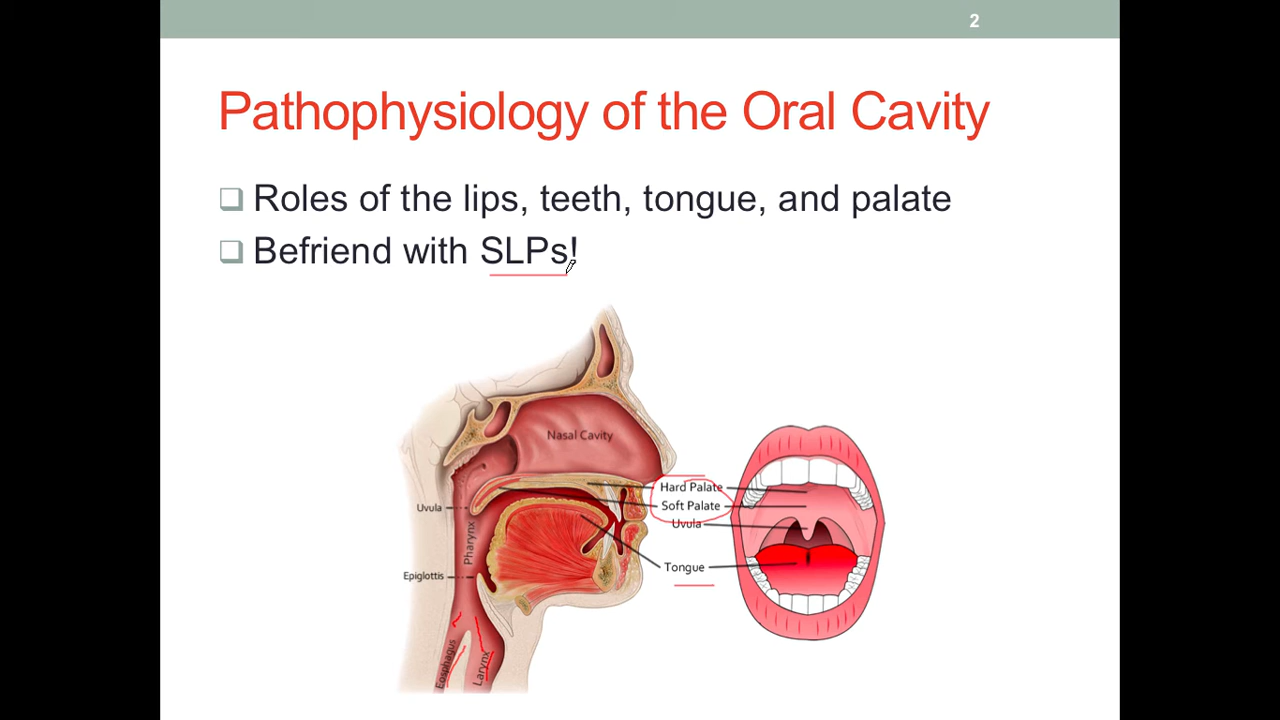 2
Pathophysiology of the Oral Cavity
Roles of the lips, teeth, tongue, and palate
Befriend with SLPs!
Nasal Cavity
Hard Palate
Soft Palate
Uvula
Uvula
Pharynx
Tongue
Epiglottis
Eosphagus
Larynx